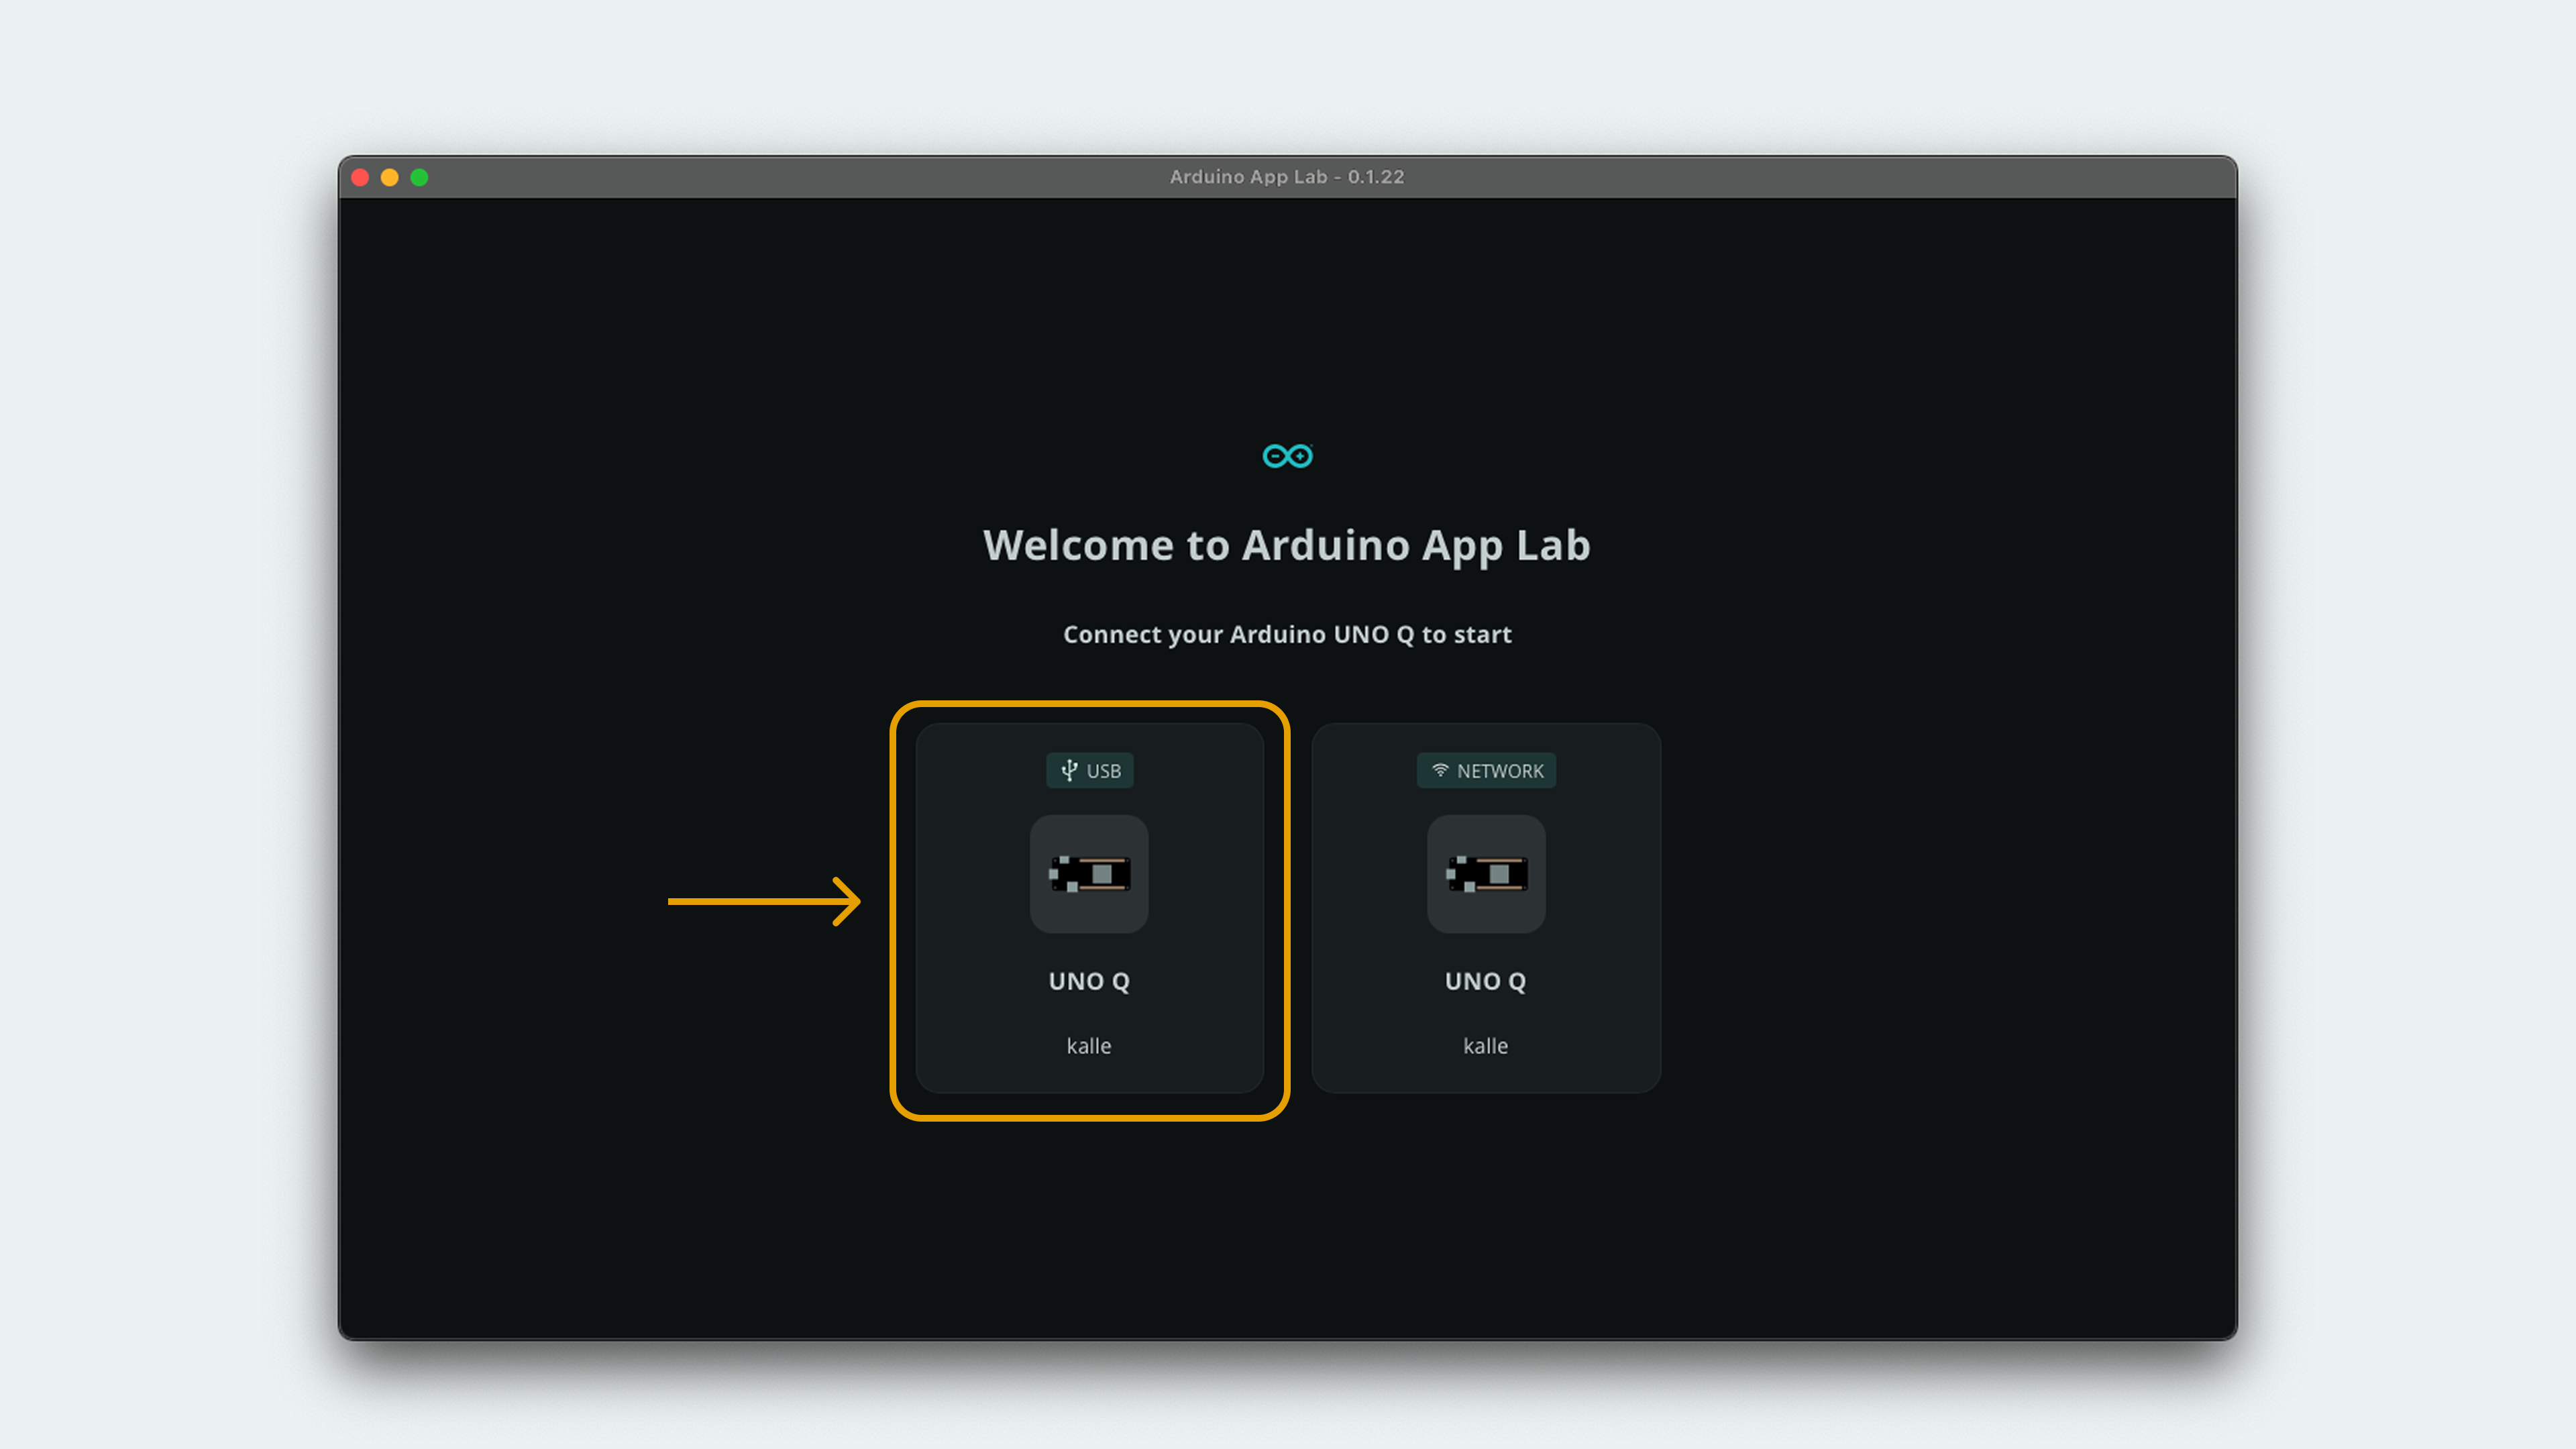 Arduino App Lab - 0.1.22
Welcome to Arduino App Lab
Connect your Arduino UNO Q to start
USB
UNO Q
kalle
NETWORK
UNO Q
kalle